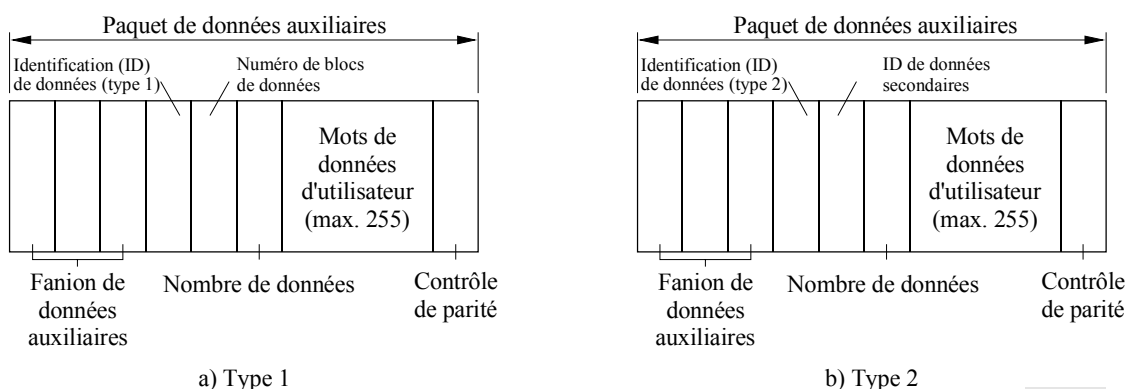 Paquet de données auxiliaires
Identification (ID)
de données (type 1)
Numéro de blocs
de données
Mots de
données
d'utilisateur
(max. 255)
Fanion de
données
auxiliaires
Nombre de données
Contrôle
de parité
a) Type 1
Paquet de données auxiliaires
Identification (ID)
de données (type 2)
ID de données
secondaires
Mots de
données
d'utilisateur
(max. 255)
Fanion de
données
auxiliaires
Nombre de données
Contrôle
de parité
b) Type 2